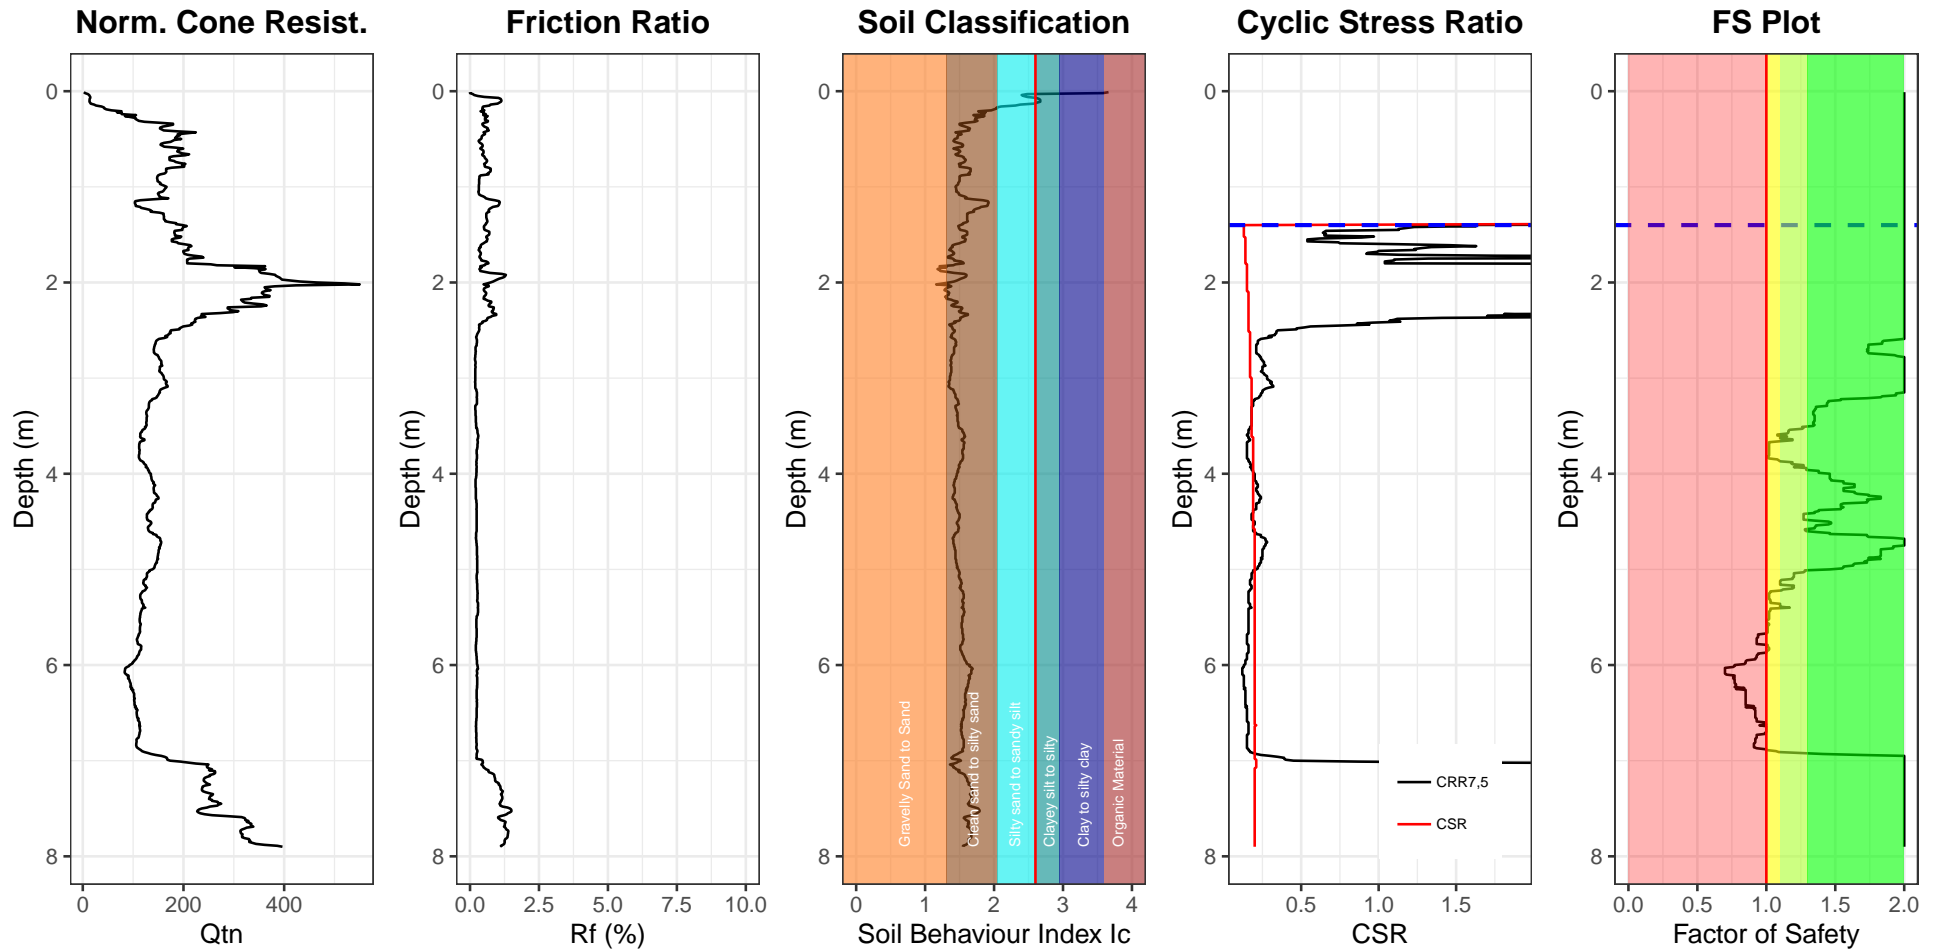 Norm. Cone Resist.
0
2
4
6
8
Depth (m)
0
200
400
Qtn
Friction Ratio
0
2
4
6
8
Depth (m)
0.0
2.5
5.0
7.5
10.0
Rf (%)
Soil Classification
0
2
4
6
8
Depth (m)
Gravelly Sand to Sand
Clean sand to silty sand
Silty sand to sandy silt
Clayey silt to silty
Clay to silty clay
Organic Material
0
1
2
3
4
Soil Behaviour Index Ic
Cyclic Stress Ratio
0
2
4
6
8
Depth (m)
CRR7,5
CSR
0.5
1.0
1.5
CSR
FS Plot
0
2
4
6
8
Depth (m)
0.0
0.5
1.0
1.5
2.0
Factor of Safety